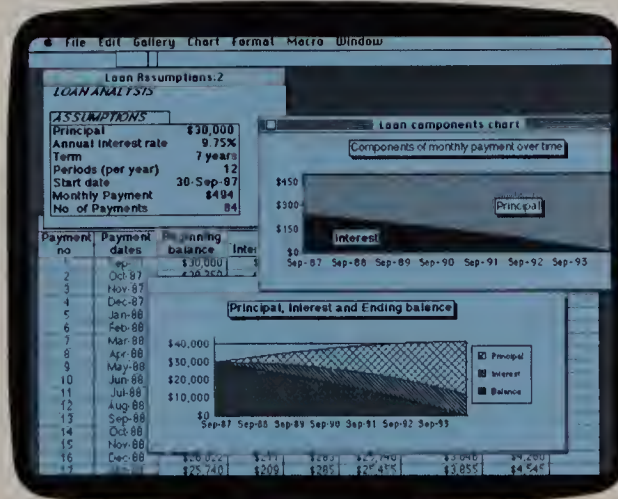 File Edit Gallery Chart Format Macro Window
Loan Assumptions:2
LOAN ANALYSIS
ASSUMPTIONS
Principal $30,000
Annual Interest rate 9.75%
Term 7 years
Periods (per year) 12
Start date 30-Sep-87
Monthly Payment $494
No of Payments 84
Loan components chart
Components of monthly payment over time
$450
$300
$150
$0
Principal
Interest
Sep-87 Sep-88 Sep-89 Sep-90 Sep-91 Sep-92 Sep-93
Payment no Payment dates Beginning balance
1 $30,000
2 Oct-87
3 Nov-87
4 Dec-87
5 Jan-88
6 Feb-88
7 Mar-88
8 Apr-88
9 May-88
10 Jun-88
11 Jul-88
12 Aug-88
13 Sep-88
14 Oct-88
15 Nov-88
16 Dec-88
17 $25,740 $209 $285 $25,455 $3,855 $4,545
Principal, Interest and Ending balance
$40,000
$30,000
$20,000
$10,000
$0
Sep-87 Sep-88 Sep-89 Sep-90 Sep-91 Sep-92 Sep-93
Principal
Interest
Balance